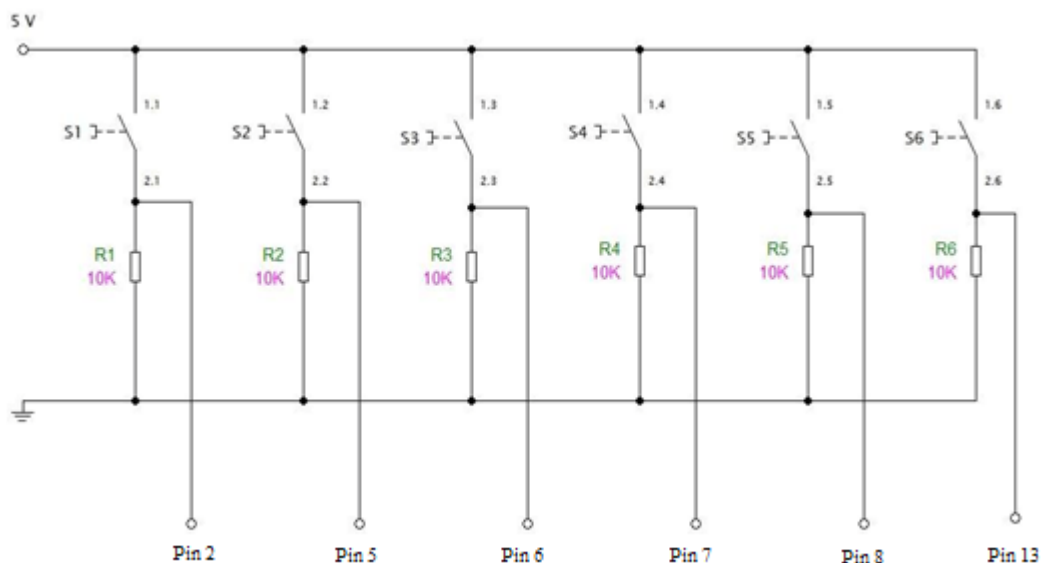 5 V
1.1
1.2
1.3
1.4
1.5
1.6
S1
S2
S3
S4
S5
S6
2.1
2.2
2.3
2.4
2.5
2.6
R1
R2
R3
R4
R5
R6
10K
10K
10K
10K
10K
10K
Pin 2
Pin 5
Pin 6
Pin 7
Pin 8
Pin 13